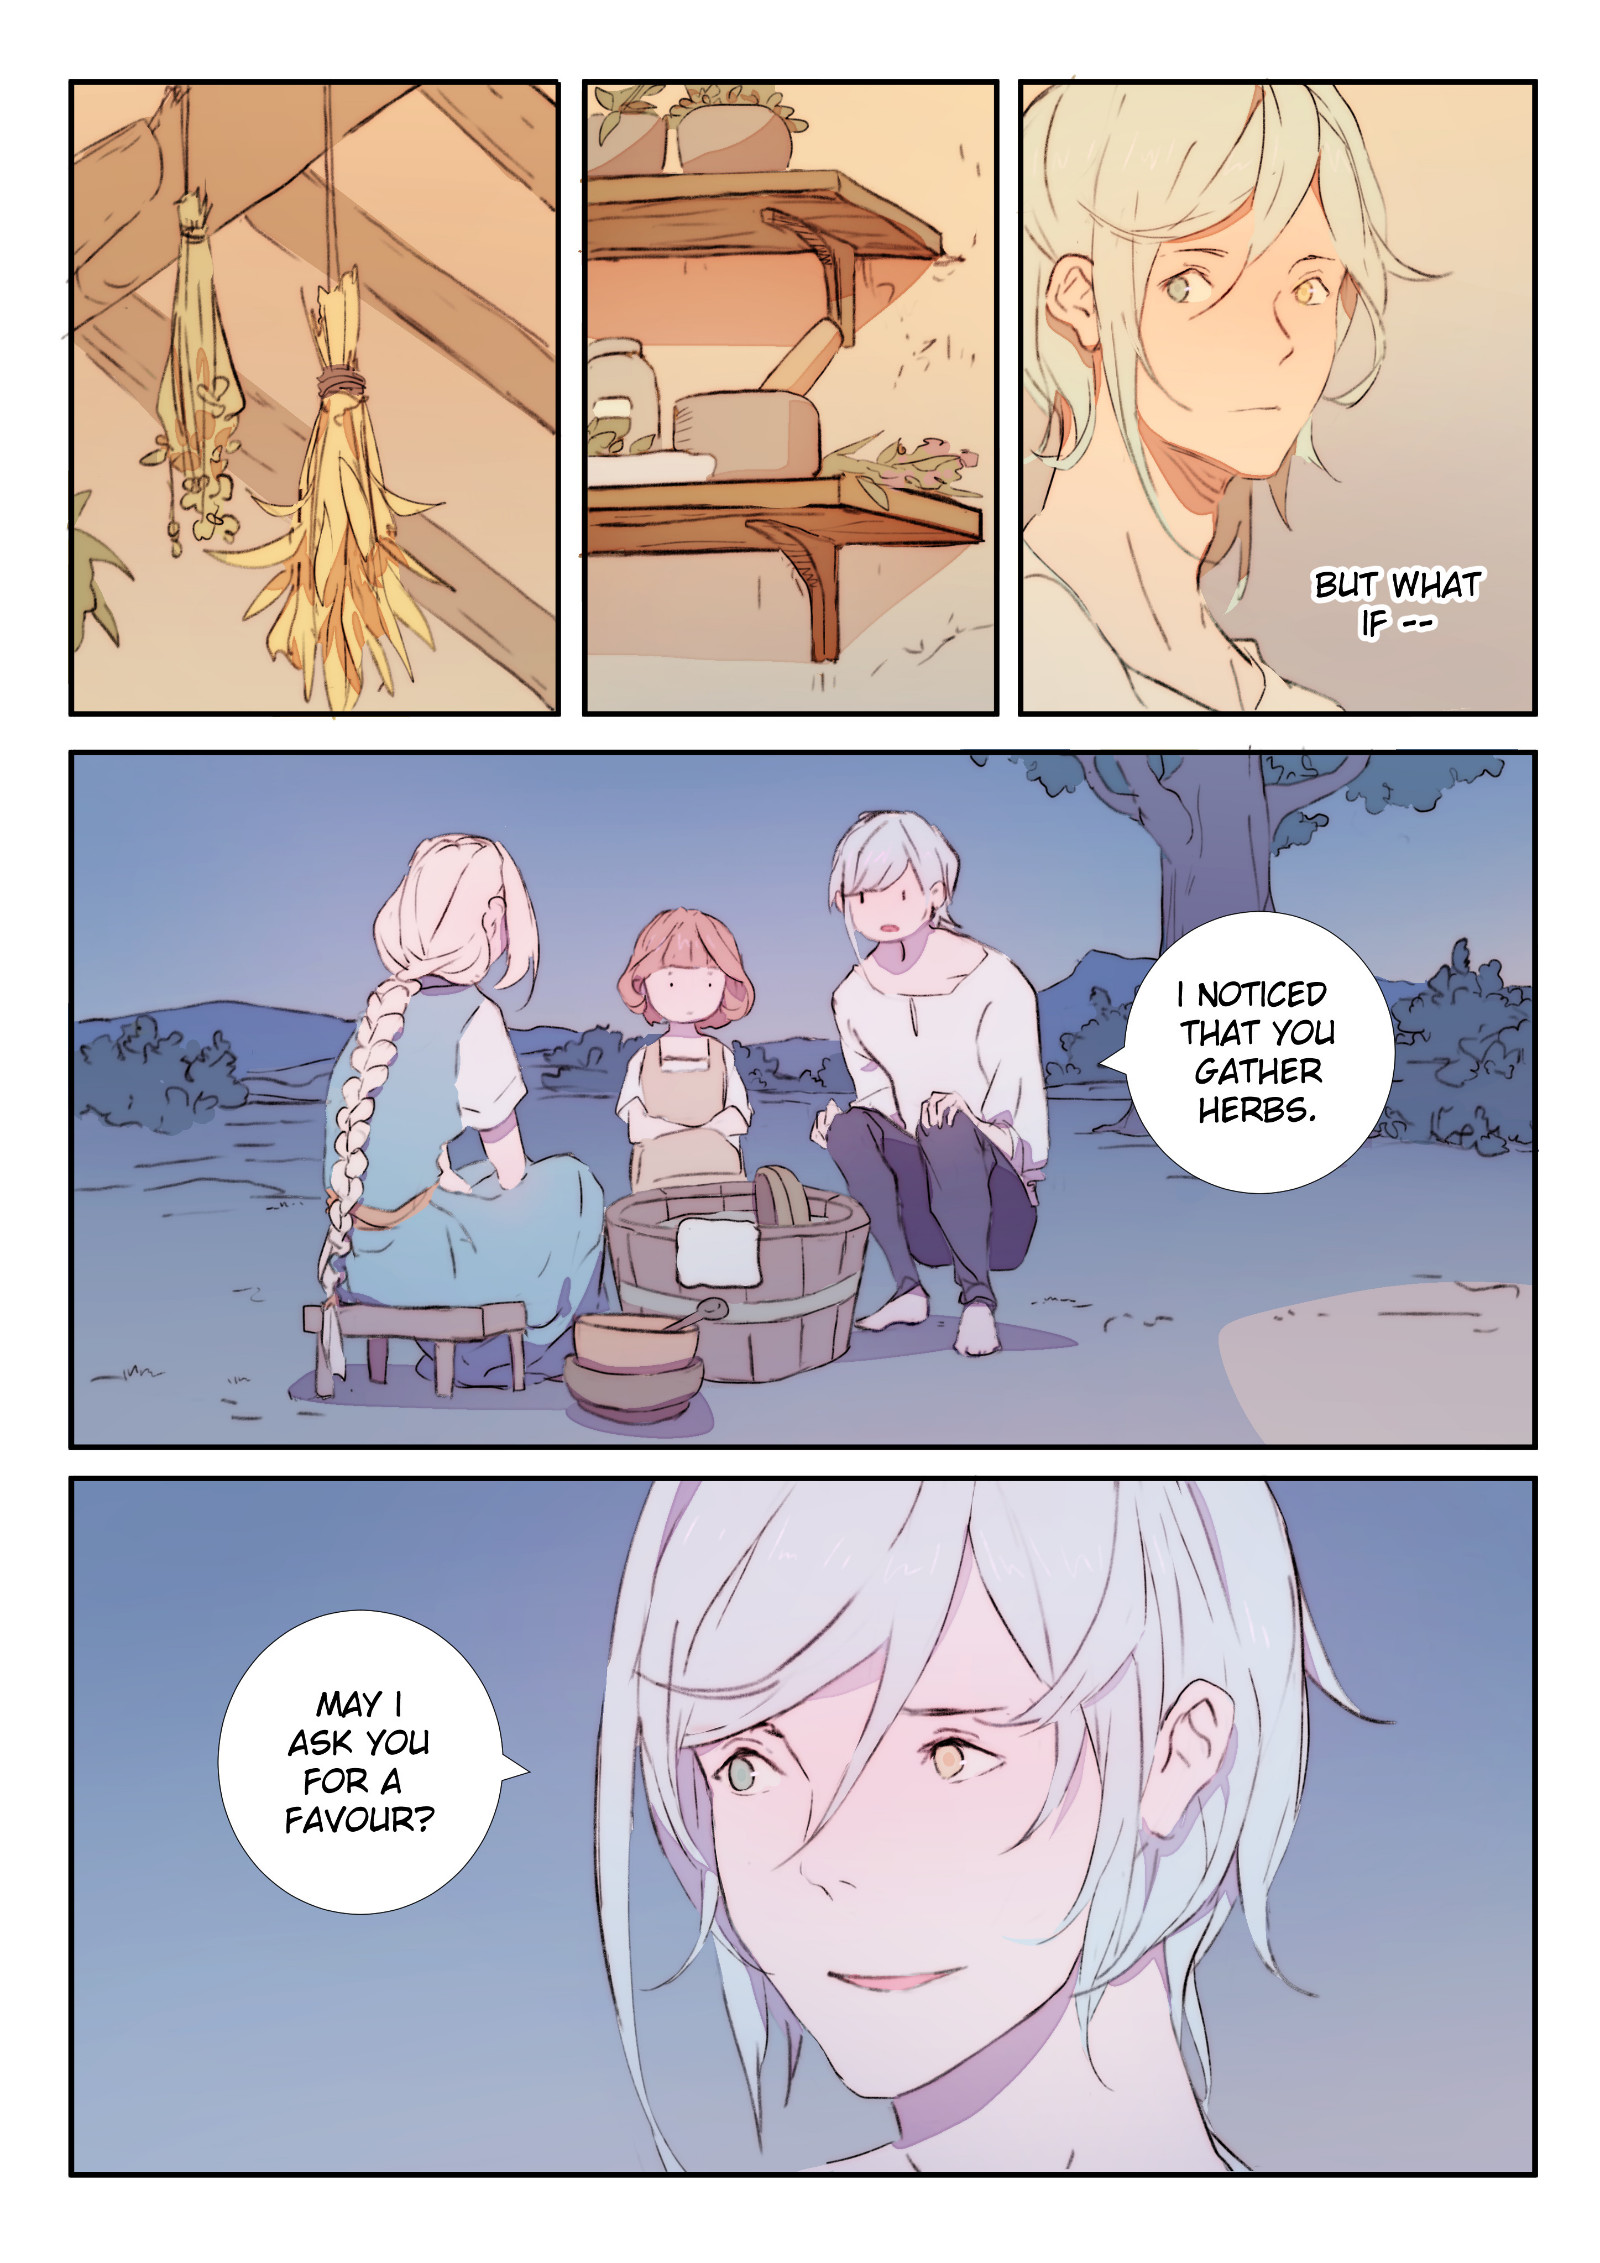 BUT WHAT
IF --
I NOTICED
THAT YOU
GATHER
HERBS.
MAY I
ASK YOU
FOR A
FAVOUR?